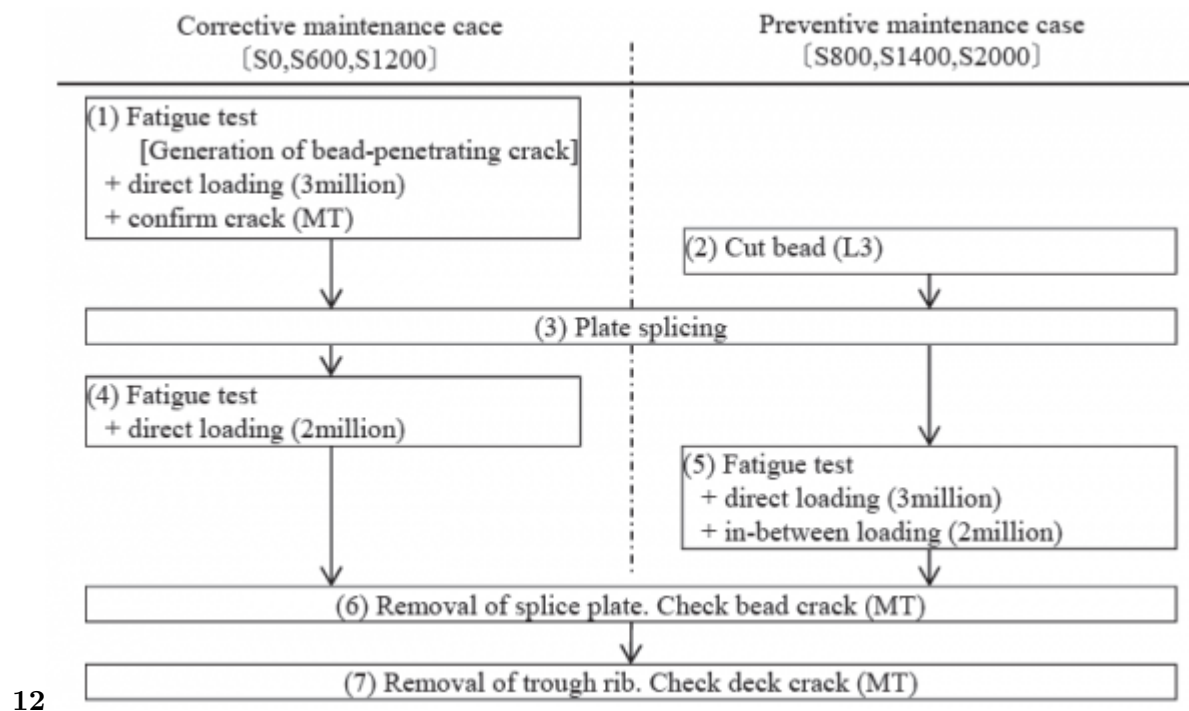 Corrective maintenance cace
〔S0,S600,S1200〕
Preventive maintenance case
〔S800,S1400,S2000〕
(1) Fatigue test
[Generation of bead-penetrating crack]
+ direct loading (3million)
+ confirm crack (MT)
(2) Cut bead (L3)
(3) Plate splicing
(4) Fatigue test
+ direct loading (2million)
(5) Fatigue test
+ direct loading (3million)
+ in-between loading (2million)
(6) Removal of splice plate. Check bead crack (MT)
(7) Removal of trough rib. Check deck crack (MT)
12